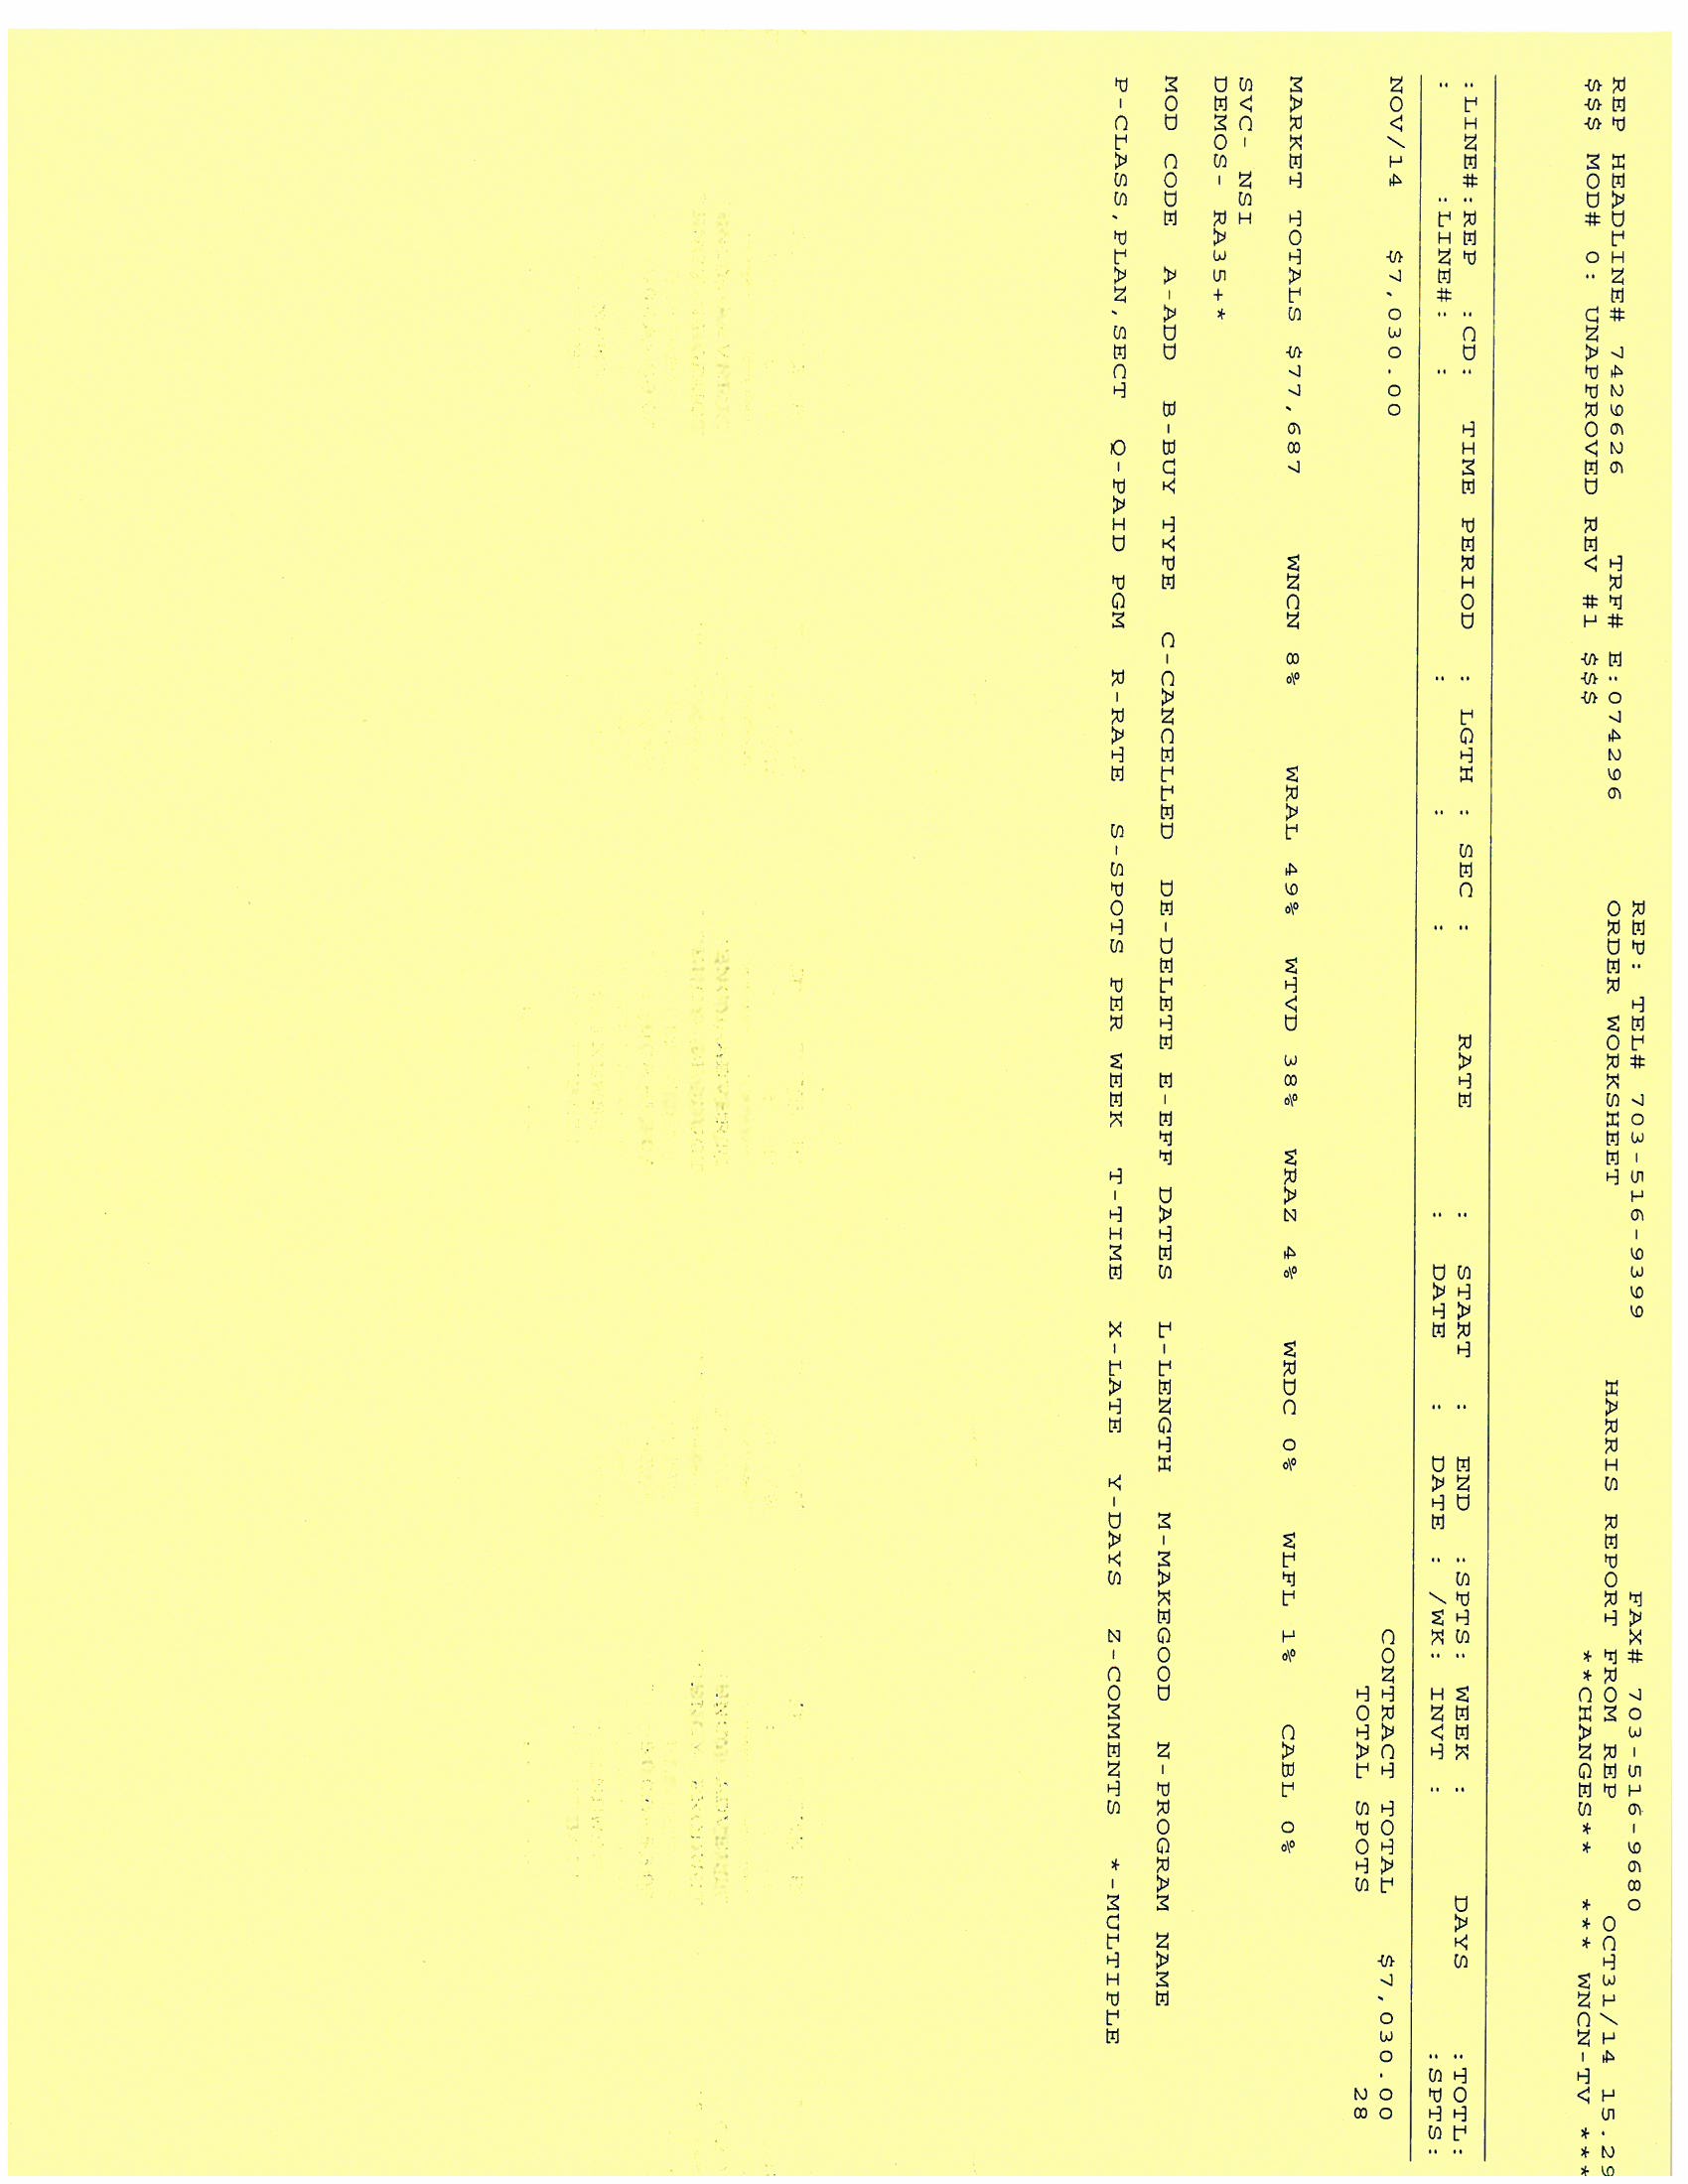 REP: TEL# 703-516-9399 FAX# 703-516-9680
REP HEADLINE# 7429626 TRF# E:074296 ORDER WORKSHEET HARRIS REPORT FROM REP OCT31/14 15.29
$$$ MOD# 0: UNAPPROVED REV #1 $$$ **CHANGES** *** WNCN-TV ***
:LINE#:REP :CD: TIME PERIOD : LGTH : SEC : RATE : START : END :SPTS: WEEK : DAYS :TOTL:
: :LINE#: : : : : : DATE : DATE : /WK: INVT : :SPTS:
NOV/14 $7,030.00 CONTRACT TOTAL $7,030.00
TOTAL SPOTS 28
MARKET TOTALS $77,687 WNCN 8% WRAL 49% WTVD 38% WRAZ 4% WRDC 0% WLFL 1% CABL 0%
SVC- NSI
DEMOS- RA35+*
MOD CODE A-ADD B-BUY TYPE C-CANCELLED DE-DELETE E-EFF DATES L-LENGTH M-MAKEGOOD N-PROGRAM NAME
P-CLASS,PLAN,SECT Q-PAID PGM R-RATE S-SPOTS PER WEEK T-TIME X-LATE Y-DAYS Z-COMMENTS *-MULTIPLE